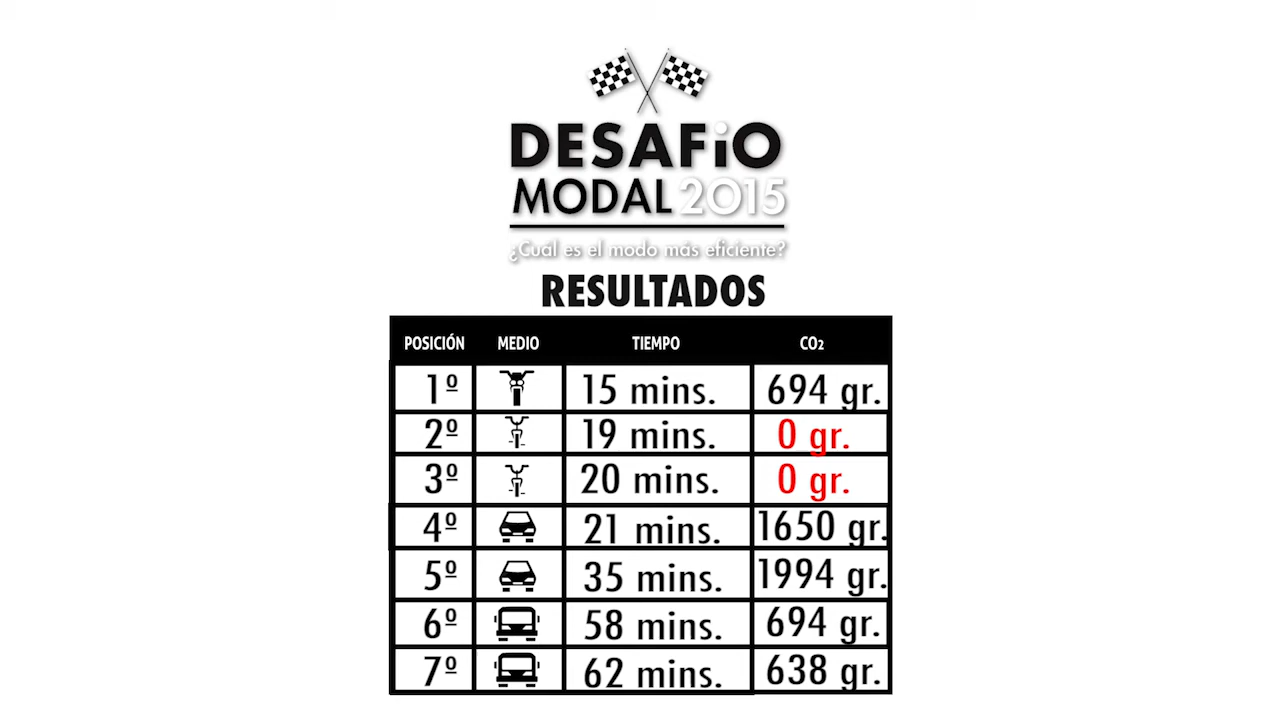 DESAFiO
MODAL 2015
¿Cuál es el modo más eficiente?
RESULTADOS
POSICIÓN MEDIO TIEMPO CO2
1º 15 mins. 694 gr.
2º 19 mins. 0 gr.
3º 20 mins. 0 gr.
4º 21 mins. 1650 gr.
5º 35 mins. 1994 gr.
6º 58 mins. 694 gr.
7º 62 mins. 638 gr.